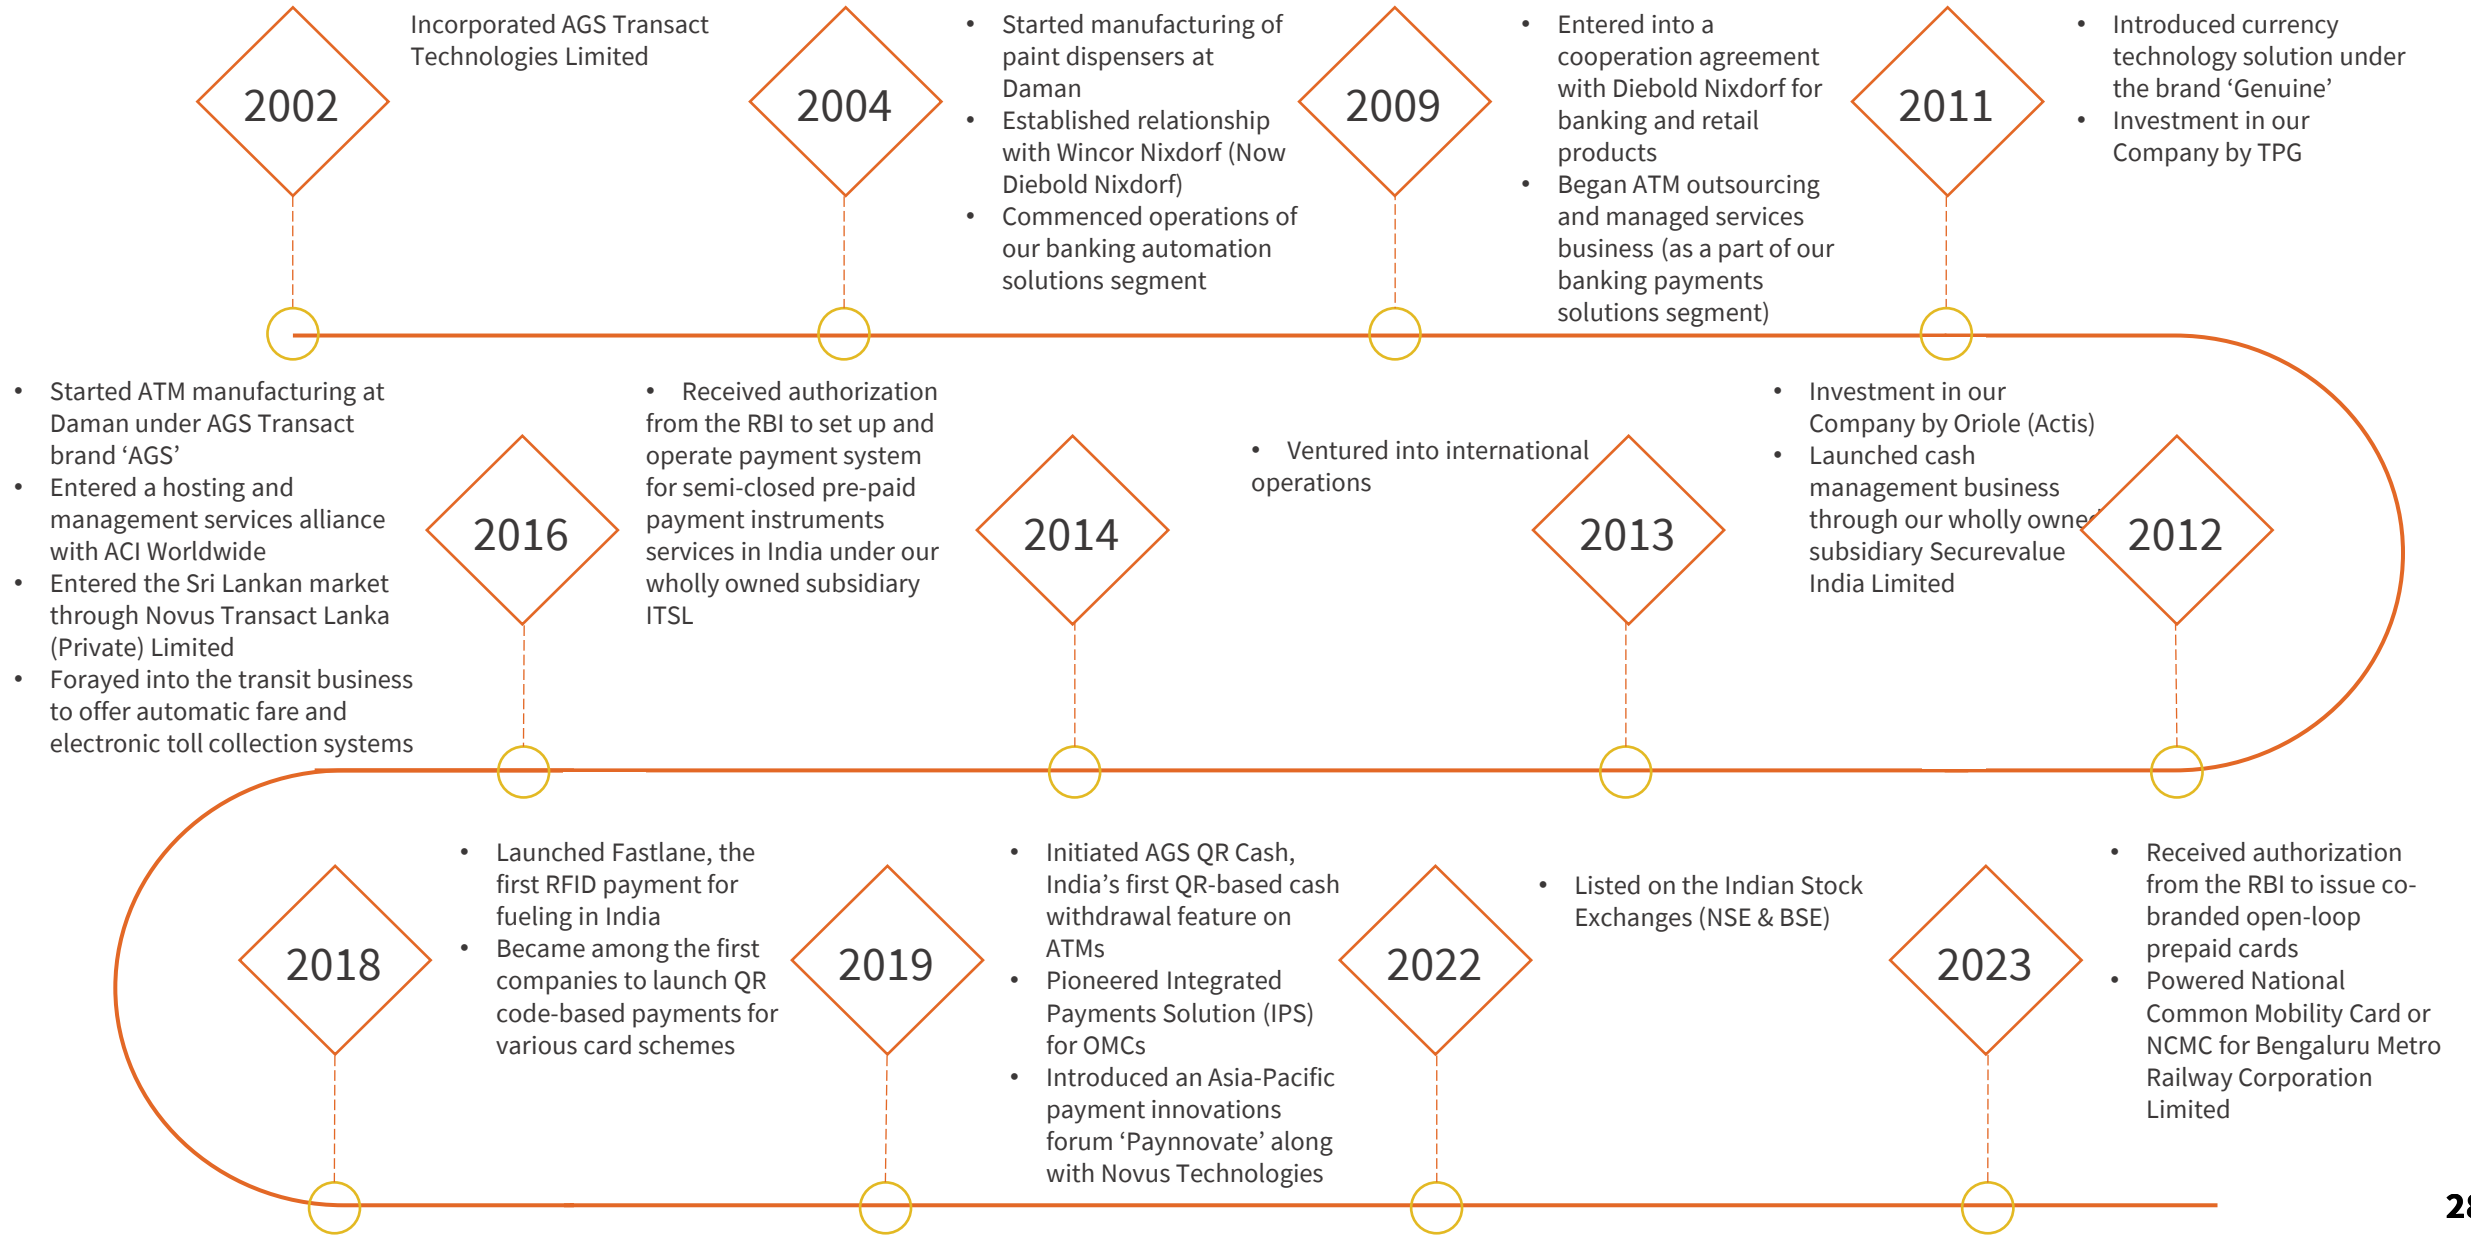 2002
Incorporated AGS Transact
Technologies Limited
2004
• Started manufacturing of
paint dispensers at
Daman
• Established relationship
with Wincor Nixdorf (Now
Diebold Nixdorf)
• Commenced operations of
our banking automation
solutions segment
2009
• Entered into a
cooperation agreement
with Diebold Nixdorf for
banking and retail
products
• Began ATM outsourcing
and managed services
business (as a part of our
banking payments
solutions segment)
2011
• Introduced currency
technology solution under
the brand ‘Genuine’
• Investment in our
Company by TPG
• Investment in our
Company by Oriole (Actis)
• Launched cash
management business
through our wholly owned
subsidiary Securevalue
India Limited
2012
• Ventured into international
operations
2013
• Received authorization
from the RBI to set up and
operate payment system
for semi-closed pre-paid
payment instruments
services in India under our
wholly owned subsidiary
ITSL
2014
• Started ATM manufacturing at
Daman under AGS Transact
brand ‘AGS’
• Entered a hosting and
management services alliance
with ACI Worldwide
• Entered the Sri Lankan market
through Novus Transact Lanka
(Private) Limited
• Forayed into the transit business
to offer automatic fare and
electronic toll collection systems
2016
2018
• Launched Fastlane, the
first RFID payment for
fueling in India
• Became among the first
companies to launch QR
code-based payments for
various card schemes
2019
• Initiated AGS QR Cash,
India’s first QR-based cash
withdrawal feature on
ATMs
• Pioneered Integrated
Payments Solution (IPS)
for OMCs
• Introduced an Asia-Pacific
payment innovations
forum ‘Paynnovate’ along
with Novus Technologies
2022
• Listed on the Indian Stock
Exchanges (NSE & BSE)
2023
• Received authorization
from the RBI to issue co-
branded open-loop
prepaid cards
• Powered National
Common Mobility Card or
NCMC for Bengaluru Metro
Railway Corporation
Limited
28